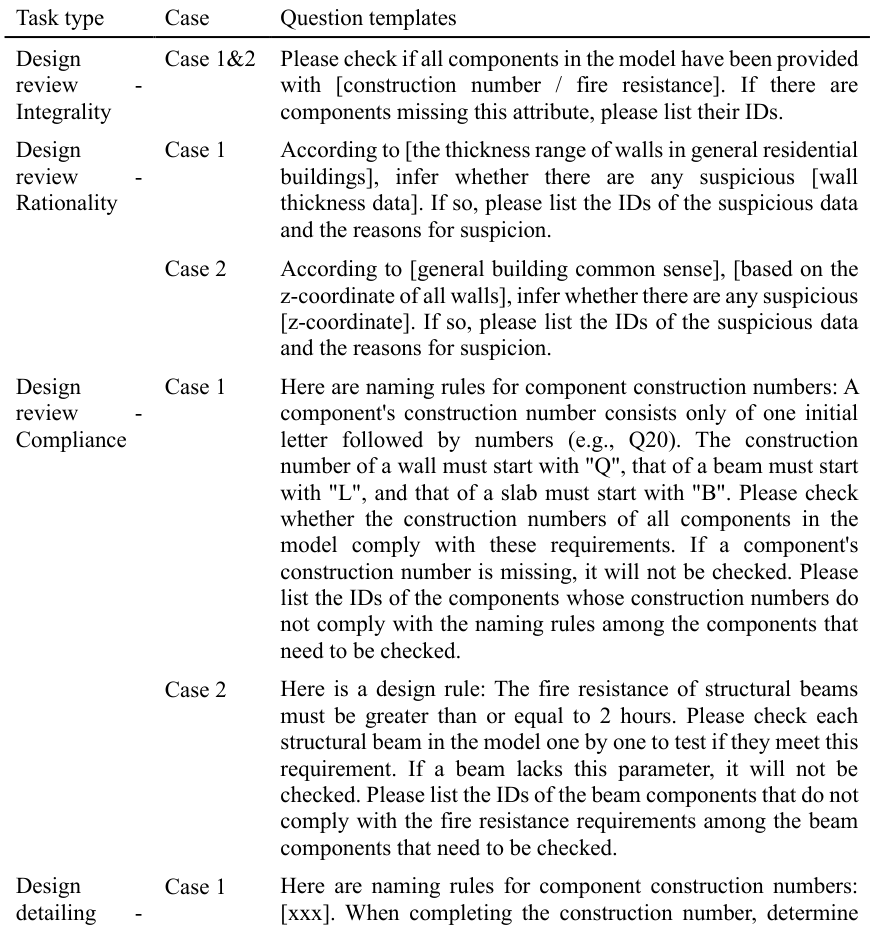 Task type Case Question templates
Design Case 1&2 Please check if all components in the model have been provided
review - with [construction number / fire resistance]. If there are
Integrality components missing this attribute, please list their IDs.
Design Case 1 According to [the thickness range of walls in general residential
review - buildings], infer whether there are any suspicious [wall
Rationality thickness data]. If so, please list the IDs of the suspicious data
and the reasons for suspicion.
Case 2 According to [general building common sense], [based on the
z-coordinate of all walls], infer whether there are any suspicious
[z-coordinate]. If so, please list the IDs of the suspicious data
and the reasons for suspicion.
Design Case 1 Here are naming rules for component construction numbers: A
review - component's construction number consists only of one initial
Compliance letter followed by numbers (e.g., Q20). The construction
number of a wall must start with "Q", that of a beam must start
with "L", and that of a slab must start with "B". Please check
whether the construction numbers of all components in the
model comply with these requirements. If a component's
construction number is missing, it will not be checked. Please
list the IDs of the components whose construction numbers do
not comply with the naming rules among the components that
need to be checked.
Case 2 Here is a design rule: The fire resistance of structural beams
must be greater than or equal to 2 hours. Please check each
structural beam in the model one by one to test if they meet this
requirement. If a beam lacks this parameter, it will not be
checked. Please list the IDs of the beam components that do not
comply with the fire resistance requirements among the beam
components that need to be checked.
Design Case 1 Here are naming rules for component construction numbers:
detailing - [xxx]. When completing the construction number, determine